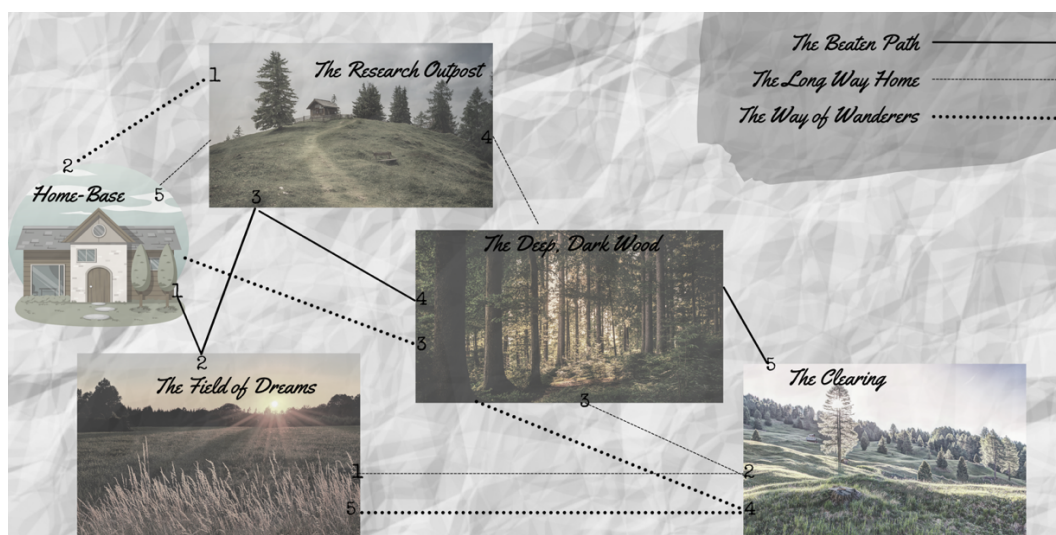 The Beaten Path
The Research Outpost
1
The Long Way Home
The Way of Wanderers
4
2
Home-Base
5
3
The Deep, Dark Wood
1
4
3
2
5
The Field of Dreams
The Clearing
3
1
2
5
4